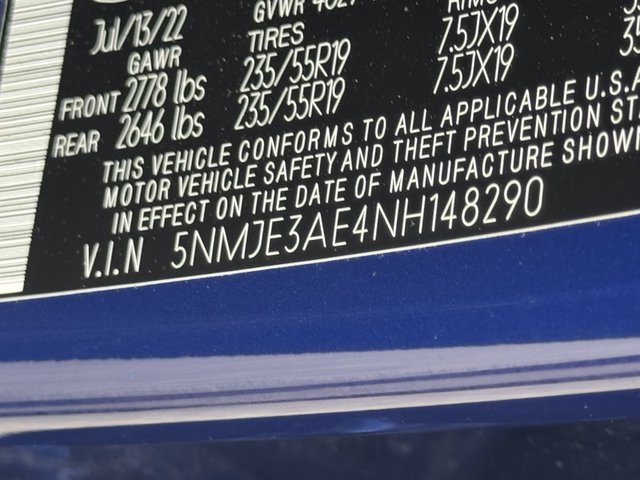 Jul/13/22 GVWR
GAWR TIRES
FRONT 2778 lbs 235/55R19 7.5JX19
REAR 2646 lbs 235/55R19 7.5JX19
THIS VEHICLE CONFORMS TO ALL APPLICABLE U.S.A
MOTOR VEHICLE SAFETY AND THEFT PREVENTION ST
IN EFFECT ON THE DATE OF MANUFACTURE SHOW
V.I.N 5NMJE3AE4NH148290